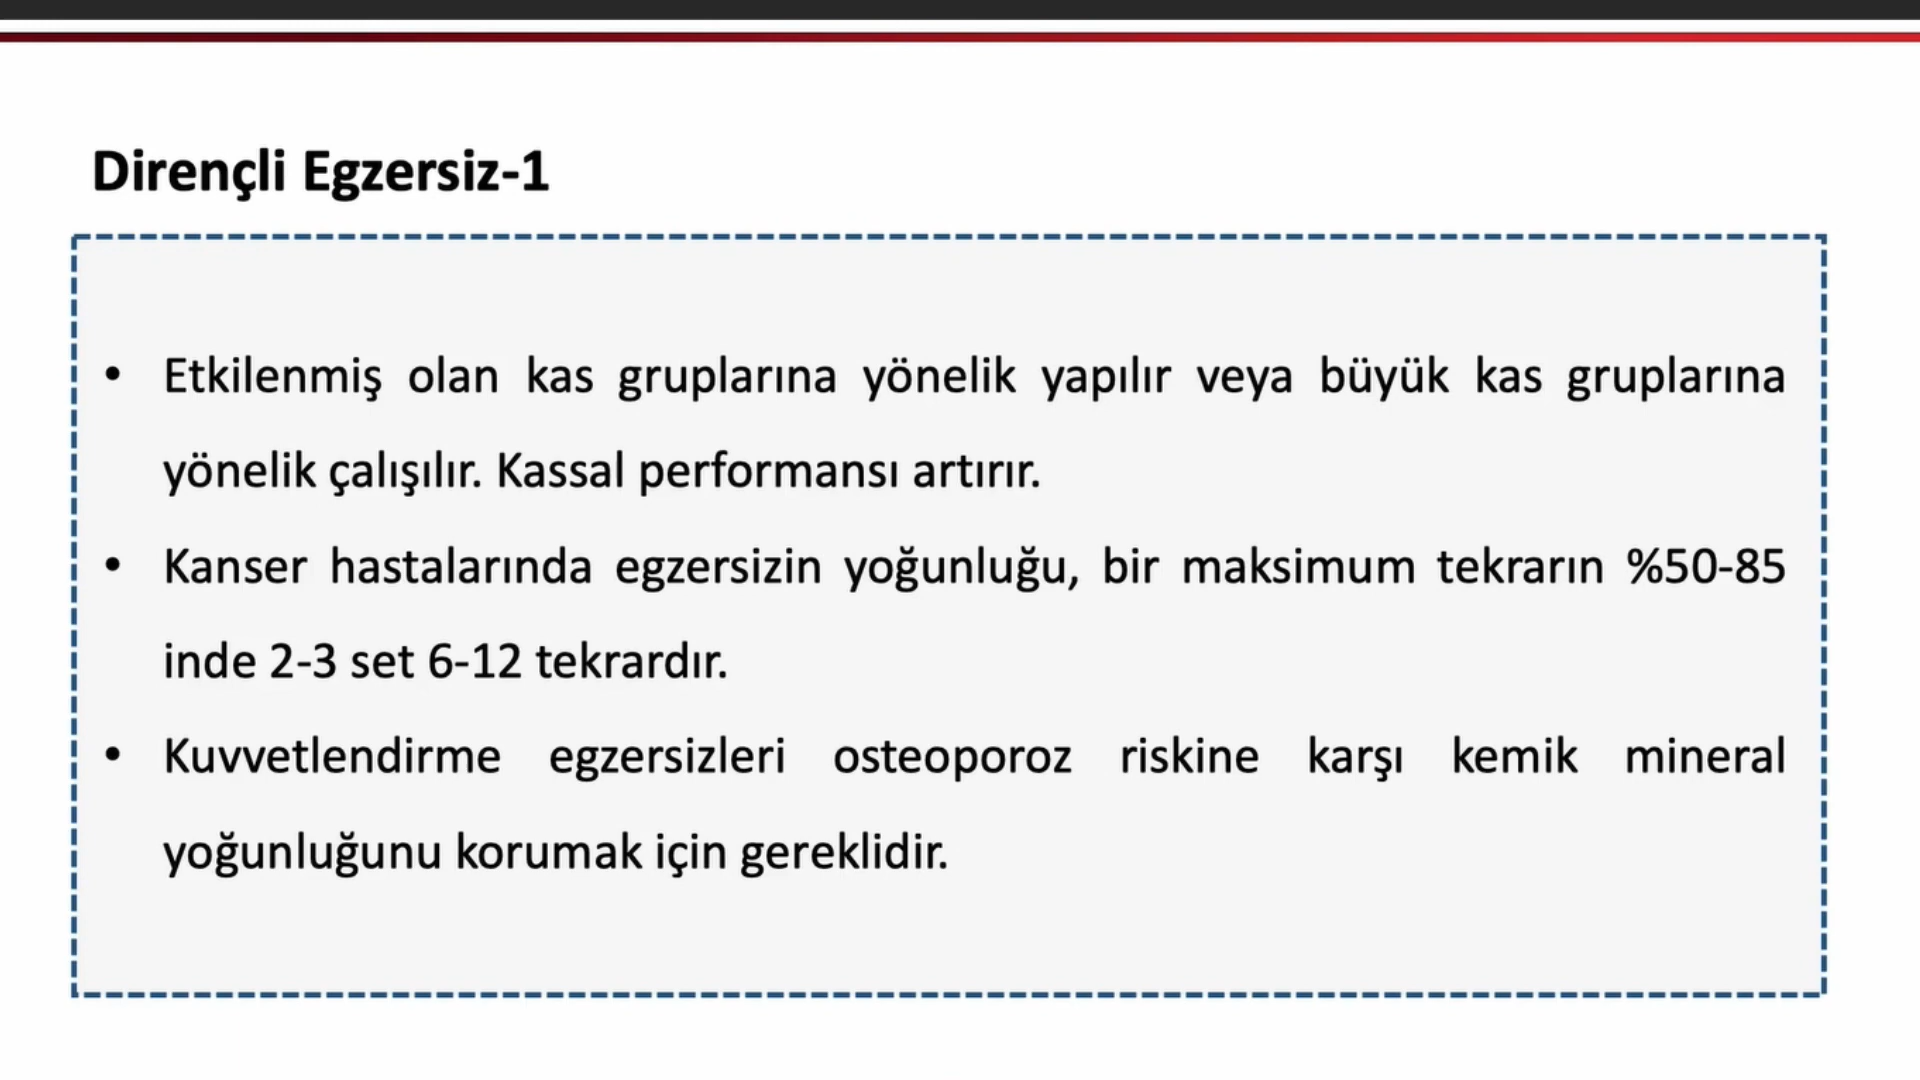 Dirençli Egzersiz-1
• Etkilenmiş olan kas gruplarına yönelik yapılır veya büyük kas gruplarına
yönelik çalışılır. Kassal performansı artırır.
• Kanser hastalarında egzersizin yoğunluğu, bir maksimum tekrarın %50-85
inde 2-3 set 6-12 tekrardır.
• Kuvvetlendirme egzersizleri osteoporoz riskine karşı kemik mineral
yoğunluğunu korumak için gereklidir.